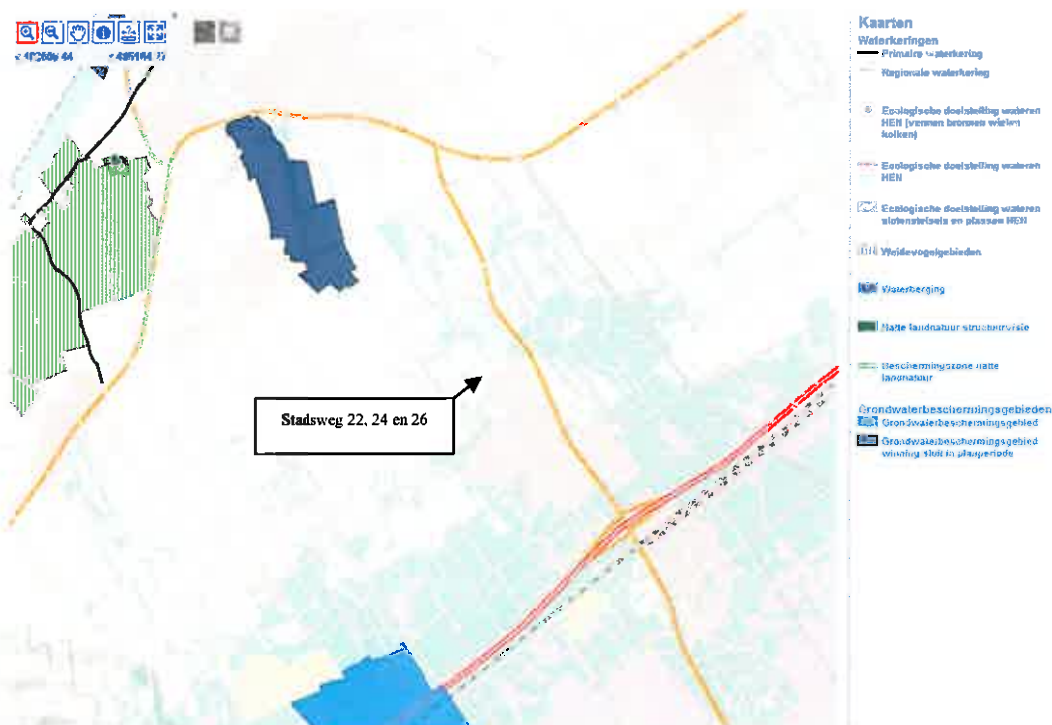 Kaarten
Waterkeringen
Primaire waterkering
Regionale waterkering
Ecologische doelstelling wateren
HEN (vennen bronnen wielen
kolken)
Ecologische doelstelling wateren
HEN
Ecologische doelstelling wateren
slotenstelsels en plassen HEN
Weidevogelgebieden
Waterberging
Natte landnatuur structuurvisie
Beschermingszone natte
landnatuur
Grondwaterbeschermingsgebieden
Grondwaterbeschermingsgebied
Grondwaterbeschermingsgebied
winning sluit in planperiode
Stadsweg 22, 24 en 26